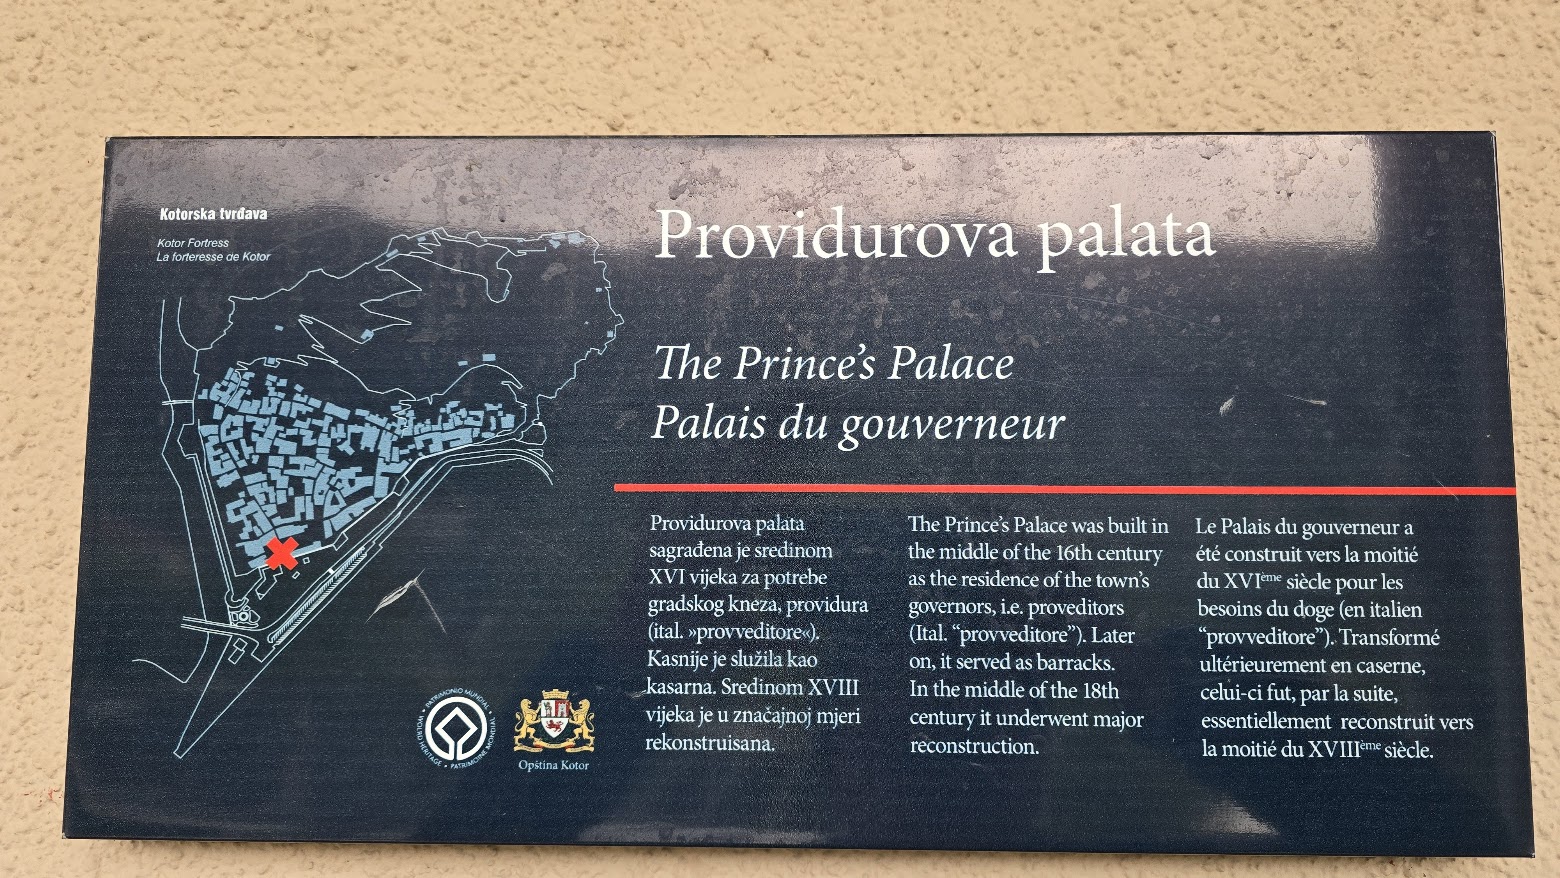 Kotorska tvrđava
Kotor Fortress
La forteresse de Kotor
Providurova palata
The Prince's Palace
Palais du gouverneur
Providurova palata
sagrađena je sredinom
XVI vijeka za potrebe
gradskog kneza, providura
(ital. »provveditore«).
Kasnije je služila kao
kasarna. Sredinom XVIII
vijeka je u značajnoj mjeri
rekonstruisana.
The Prince's Palace was built in
the middle of the 16th century
as the residence of the town's
governors, i.e. proveditors
(Ital. “provveditore”). Later
on, it served as barracks.
In the middle of the 18th
century it underwent major
reconstruction.
Le Palais du gouverneur a
été construit vers la moitié
du XVIème siècle pour les
besoins du doge (en italien
“provveditore”). Transformé
ultérieurement en caserne,
celui-ci fut, par la suite,
essentiellement reconstruit vers
la moitié du XVIIIème siècle.
WORLD HERITAGE • PATRIMONIO MUNDIAL • PATRIMOINE MONDIAL
Opština Kotor